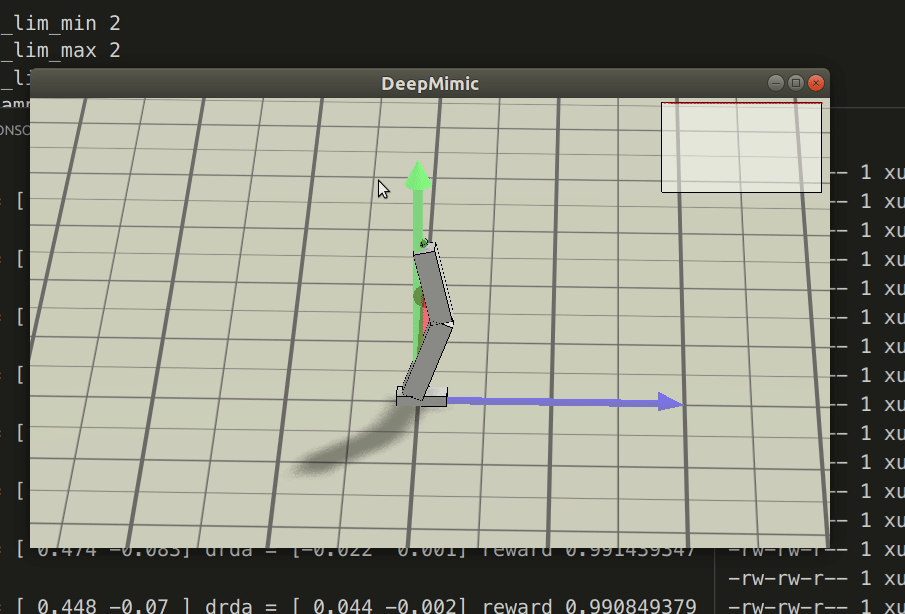 _lim_min 2
_lim_max 2
_li
DeepMimic
ONSO
-- 1 xu
[ -- 1 xu
-- 1 xu
[ -- 1 xu
-- 1 xu
[ -- 1 xu
-- 1 xu
[ -- 1 xu
-- 1 xu
[ -- 1 xu
-- 1 xu
[ -- 1 xu
-- 1 xu
[ 0.474 -0.083] drda = [-0.022 0.001] reward 0.991439347 -rw-rw-r-- 1 xu
-rw-rw-r-- 1 xu
= [ 0.448 -0.07 ] drda = [ 0.044 -0.002] reward 0.990849379 -rw-rw-r-- 1 xu